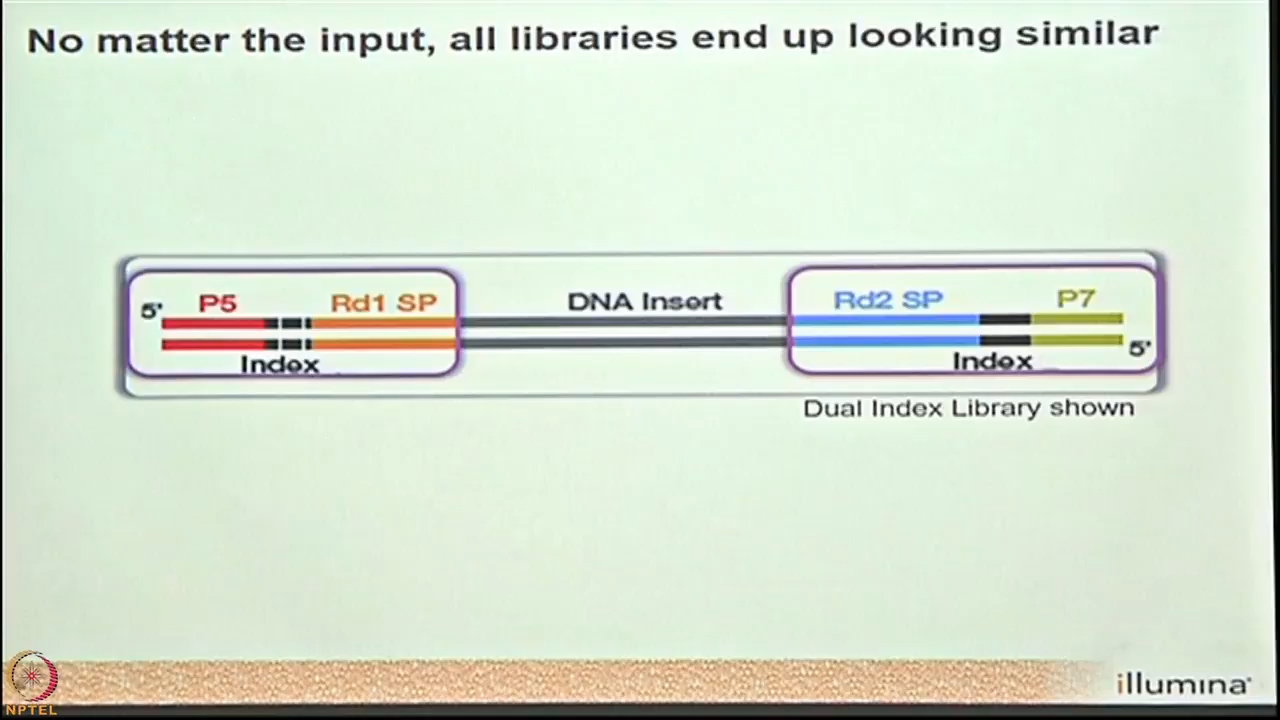 No matter the input, all libraries end up looking similar
5' P5 Rd1 SP DNA Insert Rd2 SP P7
5'
Index Index
Dual Index Library shown
illumina
NPTEL